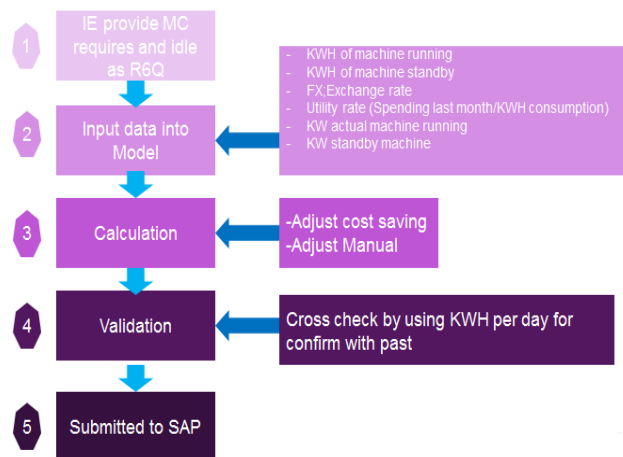 1
IE provide MC
requires and idle
as R6Q
2
Input data into
Model
- KWH of machine running
- KWH of machine standby
- FX;Exchange rate
- Utility rate (Spending last month/KWH consumption)
- KW actual machine running
- KW standby machine
3
Calculation
-Adjust cost saving
-Adjust Manual
4
Validation
Cross check by using KWH per day for
confirm with past
5
Submitted to SAP